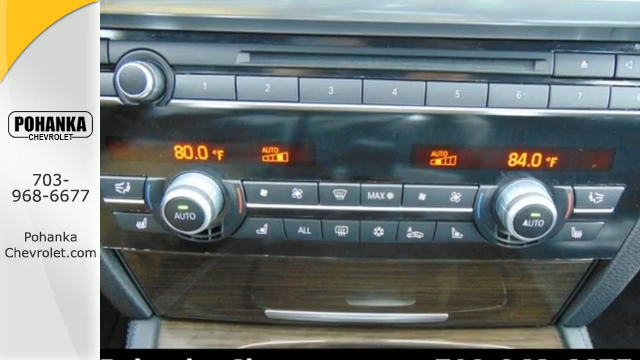 POHANKA
CHEVROLET
703-
968-6677
Pohanka
Chevrolet.com
1 2 3 4 5 6 7
80.0 °F AUTO
AUTO 84.0 °F
AUTO MAX AUTO
ALL